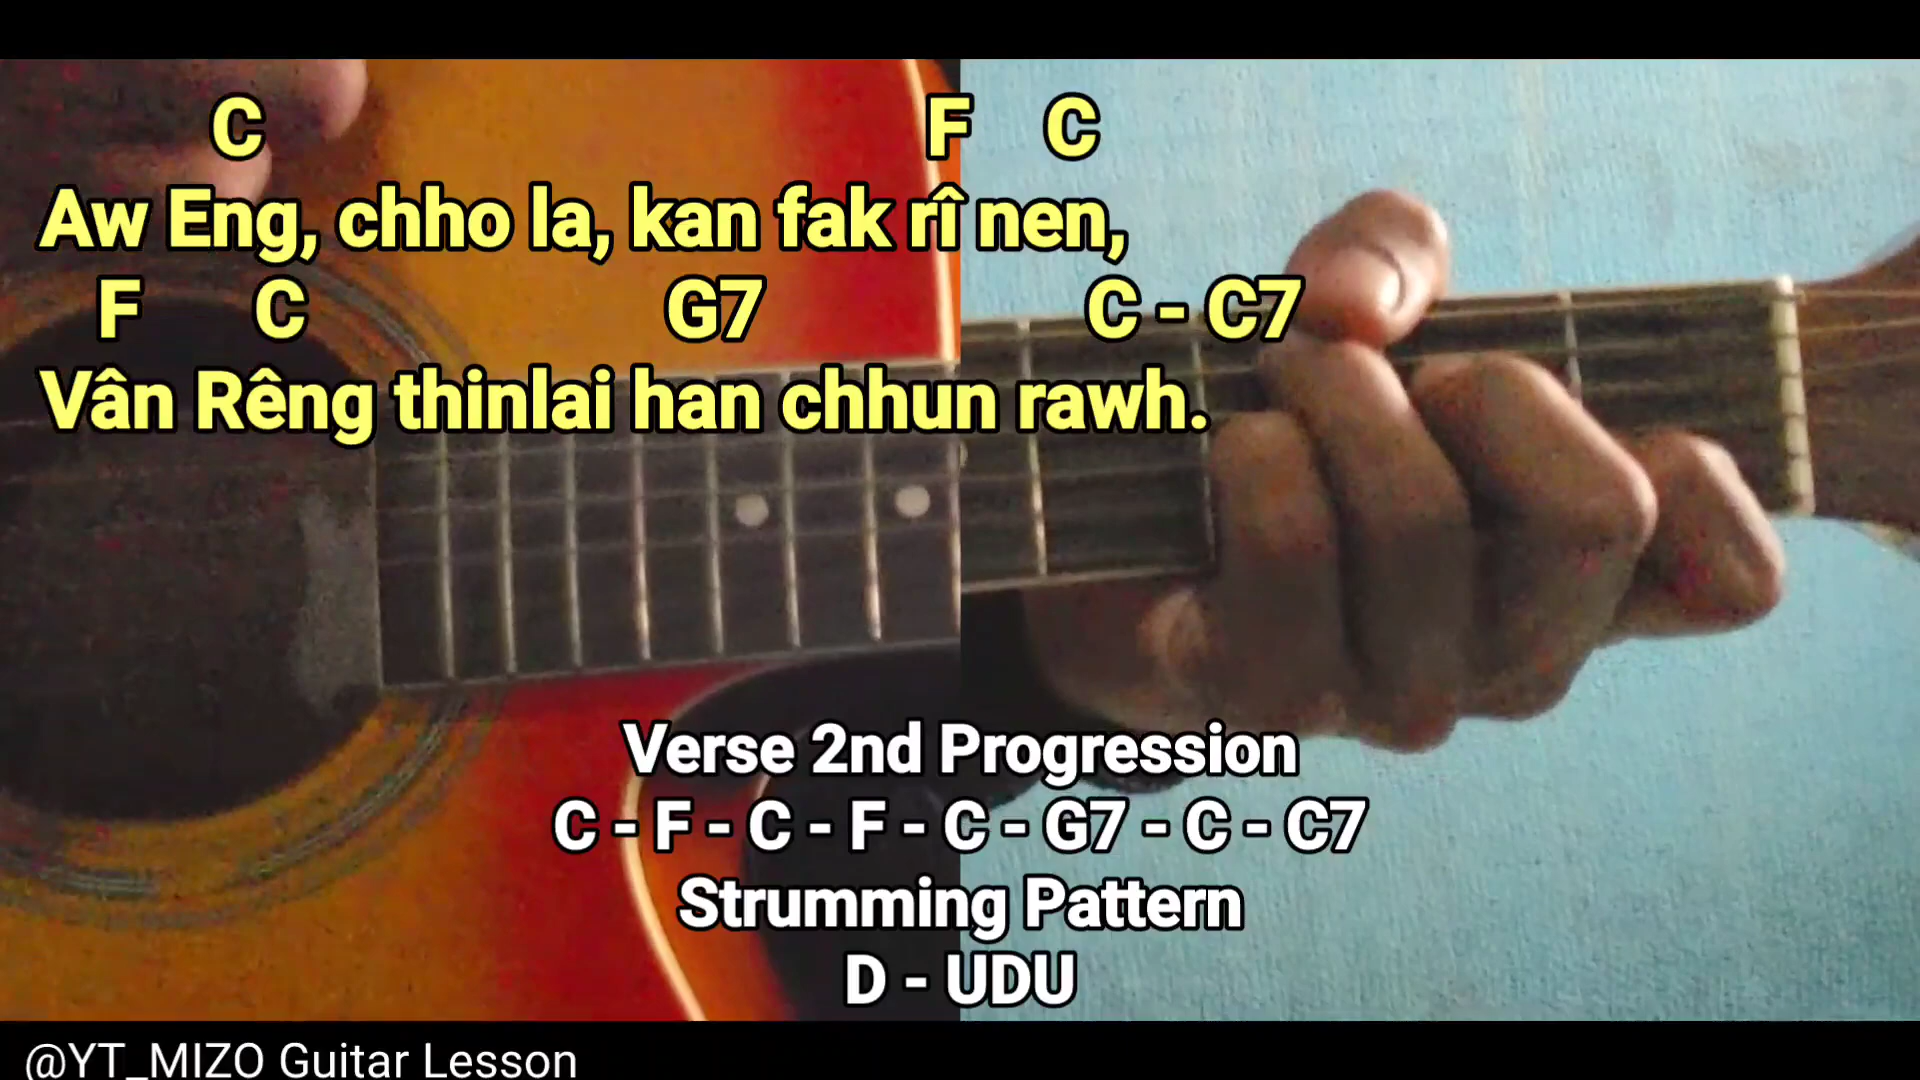 C F C
Aw Eng, chho la, kan fak rî nen,
F C G7 C - C7
Vân Rêng thinlai han chhun rawh.
Verse 2nd Progression
C - F - C - F - C - G7 - C - C7
Strumming Pattern
D - UDU
@YT_MIZO Guitar Lesson